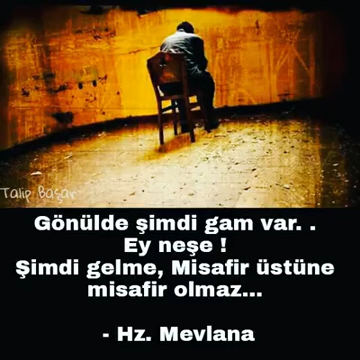 Talip Başar
Gönülde şimdi gam var. .
Ey neşe !
Şimdi gelme, Misafir üstüne
misafir olmaz...
- Hz. Mevlana